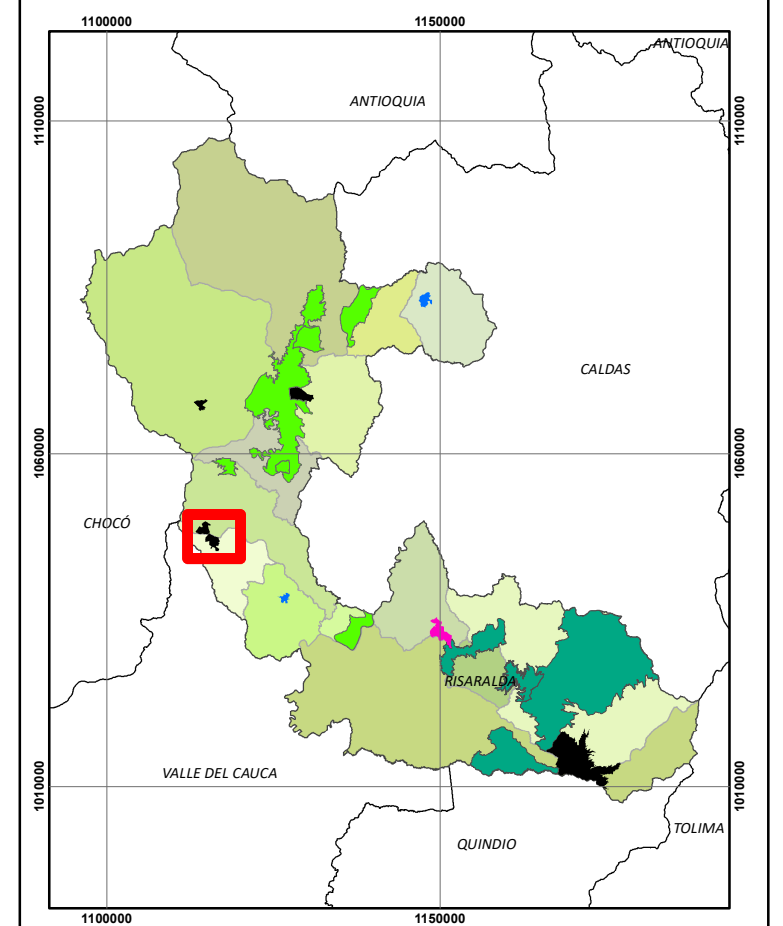 1100000 1150000
ANTIOQUIA
ANTIOQUIA
1110000 1110000
CALDAS
1060000 1060000
CHOCÓ
RISARALDA
VALLE DEL CAUCA
1010000 1010000
TOLIMA
QUINDIO
1100000 1150000